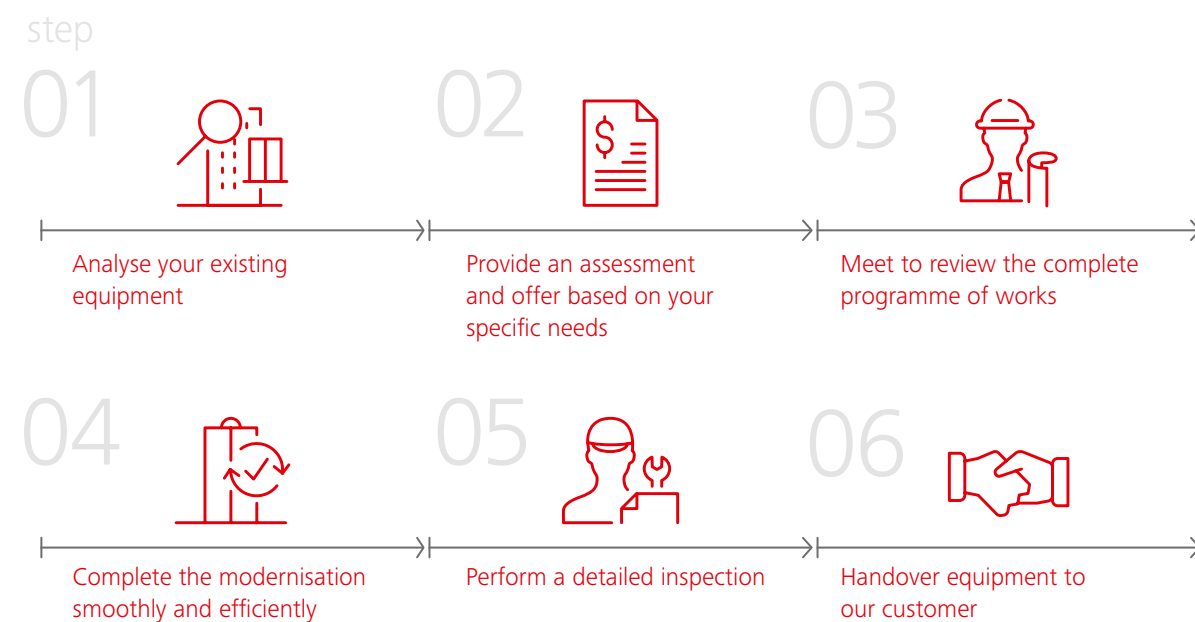 step
01
02
03
$
Analyse your existing
equipment
Provide an assessment
and offer based on your
specific needs
Meet to review the complete
programme of works
04
05
06
Complete the modernisation
smoothly and efficiently
Perform a detailed inspection
Handover equipment to
our customer